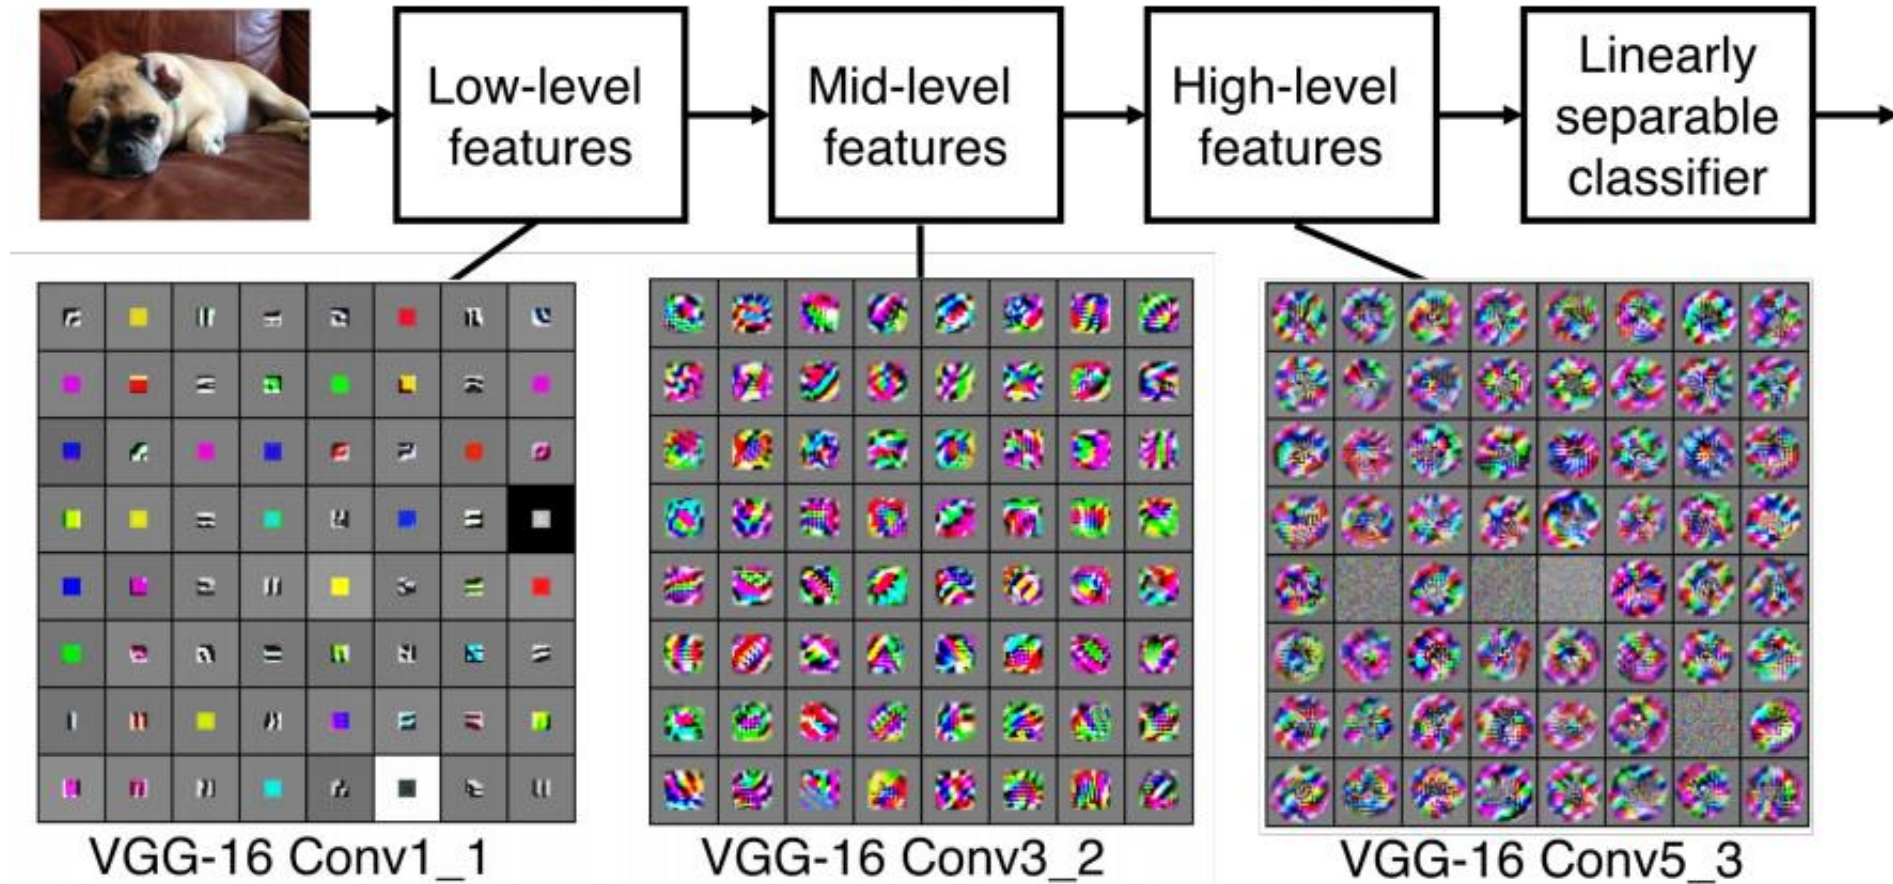 Low-level
features
Mid-level
features
High-level
features
Linearly
separable
classifier
VGG-16 Conv1_1
VGG-16 Conv3_2
VGG-16 Conv5_3